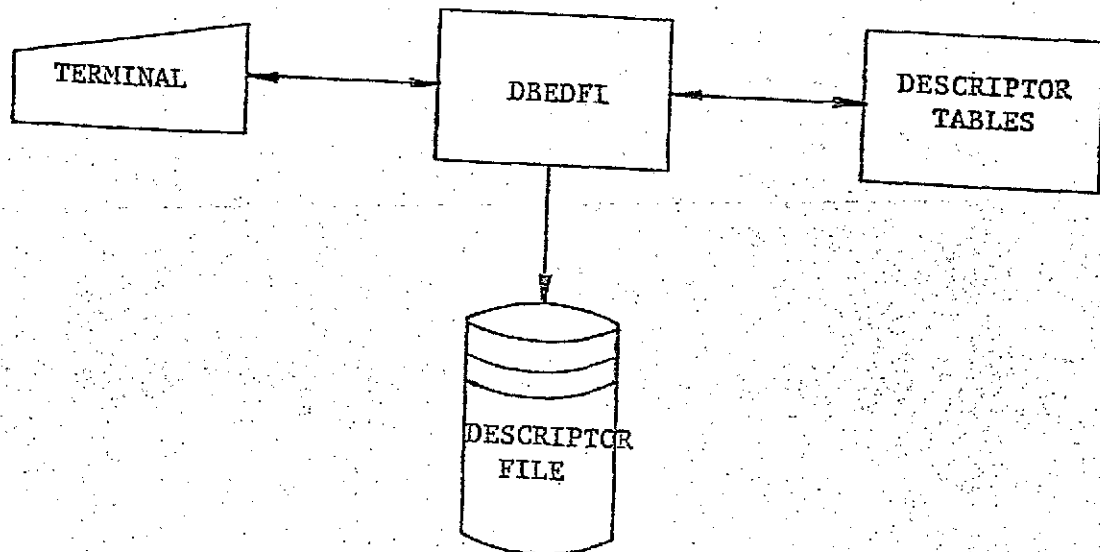 TERMINAL
DBEDFI
DESCRIPTOR
TABLES
DESCRIPTOR
FILE